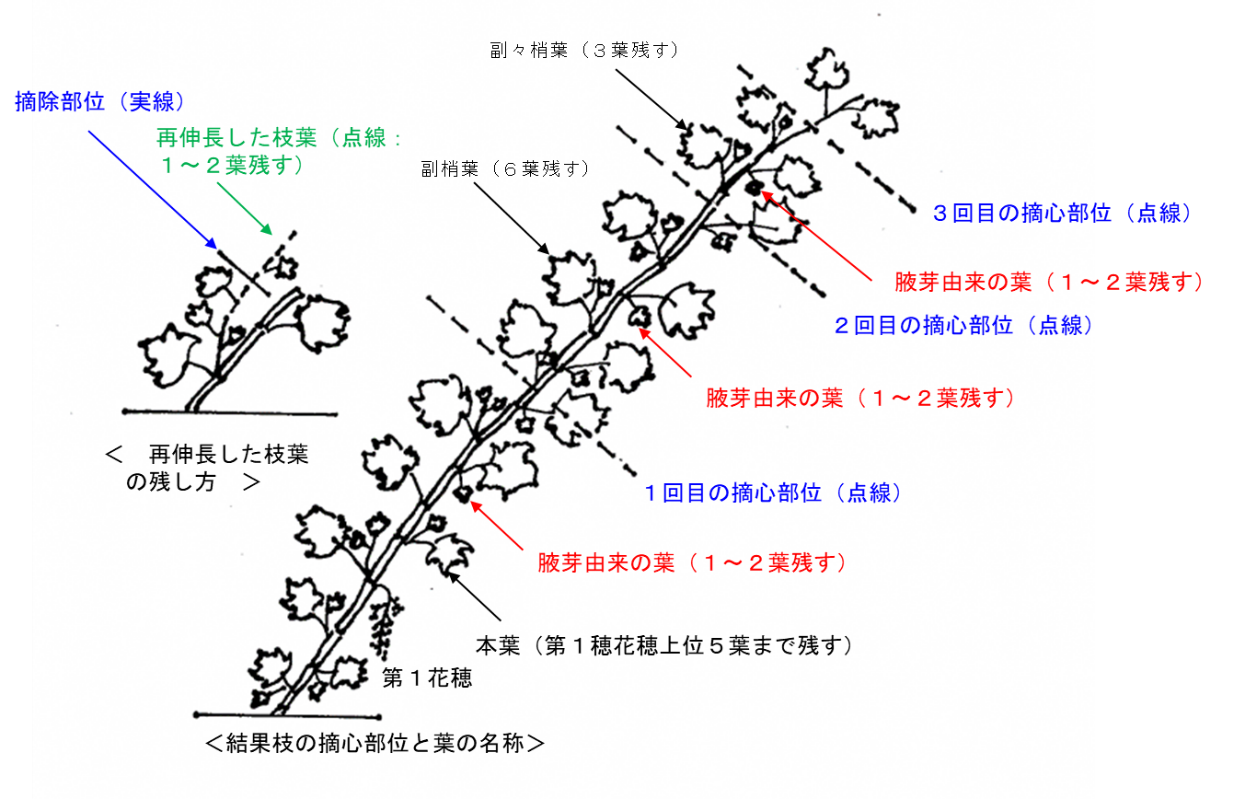 副々梢葉（３葉残す）
摘除部位（実線）
再伸長した枝葉（点線：
１～２葉残す）
副梢葉（６葉残す）
３回目の摘心部位（点線）
腋芽由来の葉（１～２葉残す）
２回目の摘心部位（点線）
腋芽由来の葉（１～２葉残す）
＜　再伸長した枝葉
の残し方　＞
１回目の摘心部位（点線）
腋芽由来の葉（１～２葉残す）
本葉（第１穂花穂上位５葉まで残す）
第１花穂
＜結果枝の摘心部位と葉の名称＞